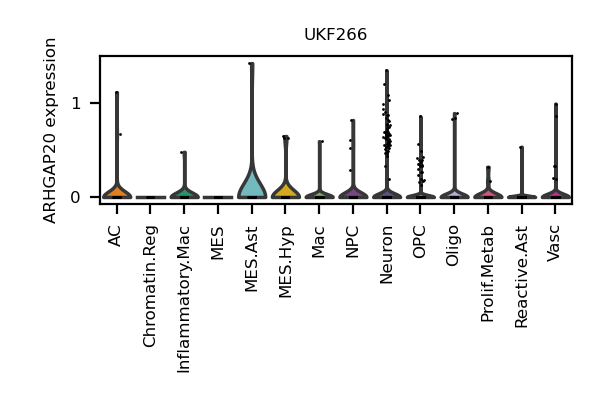 UKF266
ARHGAP20 expression
1
0
AC
Chromatin.Reg
Inflammatory.Mac
MES
MES.Ast
MES.Hyp
Mac
NPC
Neuron
OPC
Oligo
Prolif.Metab
Reactive.Ast
Vasc